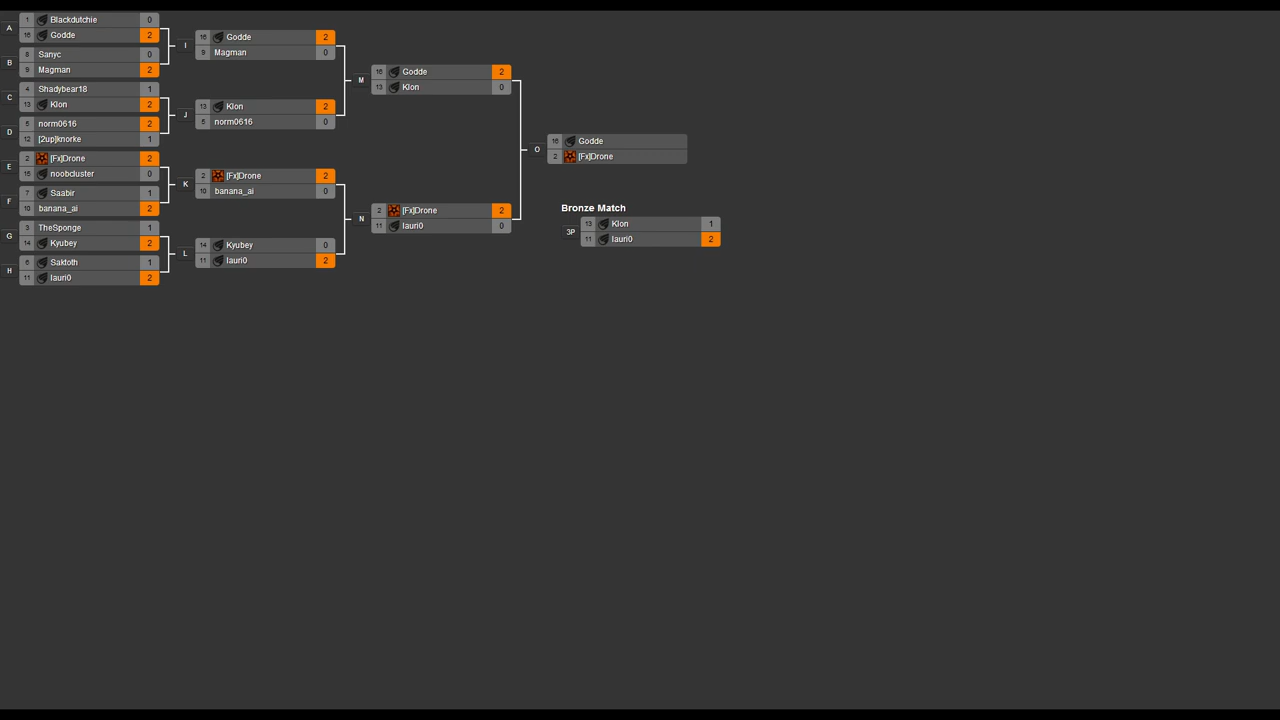 A
1 Blackdutchie 0
16 Godde 2
B
8 Sanyc 0
9 Magman 2
C
4 Shadybear18 1
13 Klon 2
D
5 norm0616 2
12 [2up]knorke 1
E
2 [Fx]Drone 2
15 noobcluster 0
F
7 Saabir 1
10 banana_ai 2
G
3 TheSponge 1
14 Kyubey 2
H
6 Saktoth 1
11 lauri0 2
I
16 Godde 2
9 Magman 0
J
13 Klon 2
5 norm0616 0
K
2 [Fx]Drone 2
10 banana_ai 0
L
14 Kyubey 0
11 lauri0 2
M
16 Godde 2
13 Klon 0
N
2 [Fx]Drone 2
11 lauri0 0
O
16 Godde
2 [Fx]Drone
Bronze Match
3P
13 Klon 1
11 lauri0 2